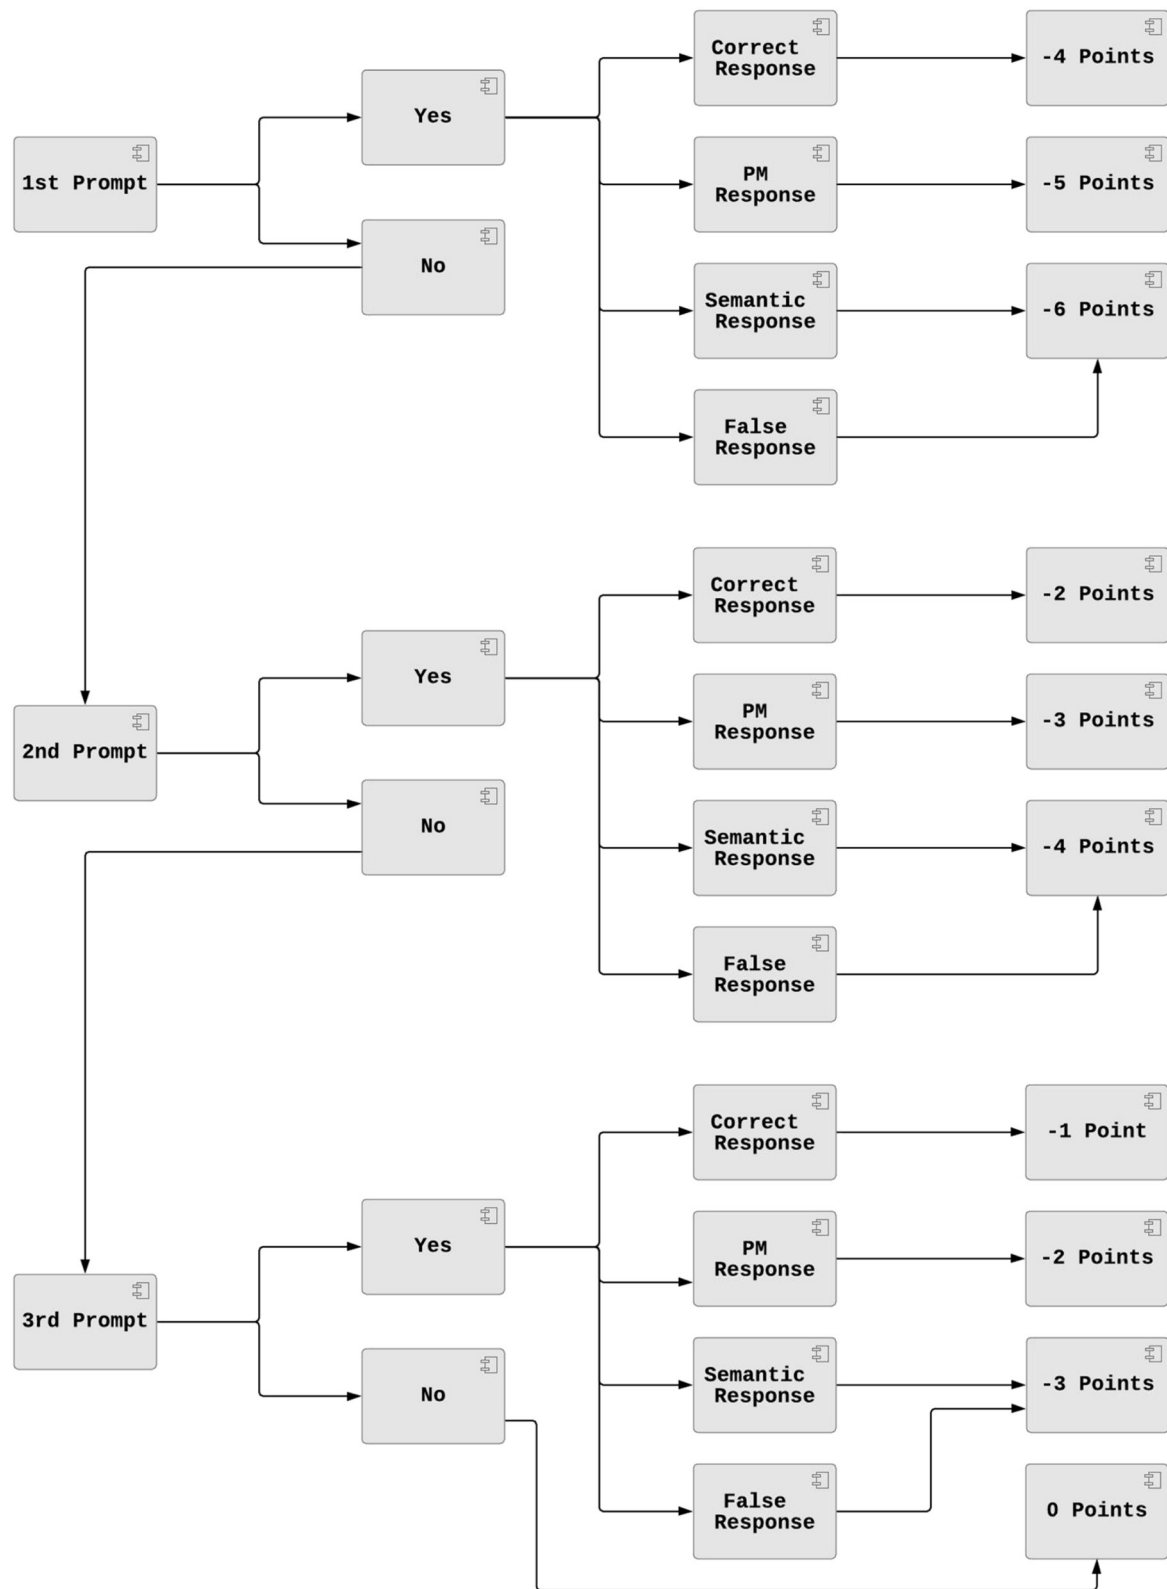 Correct
Response
-4 Points
Yes
1st Prompt
PM
Response
-5 Points
No
Semantic
Response
-6 Points
False
Response
Correct
Response
-2 Points
Yes
2nd Prompt
PM
Response
-3 Points
No
Semantic
Response
-4 Points
False
Response
Correct
Response
-1 Point
Yes
3rd Prompt
PM
Response
-2 Points
No
Semantic
Response
-3 Points
False
Response
0 Points